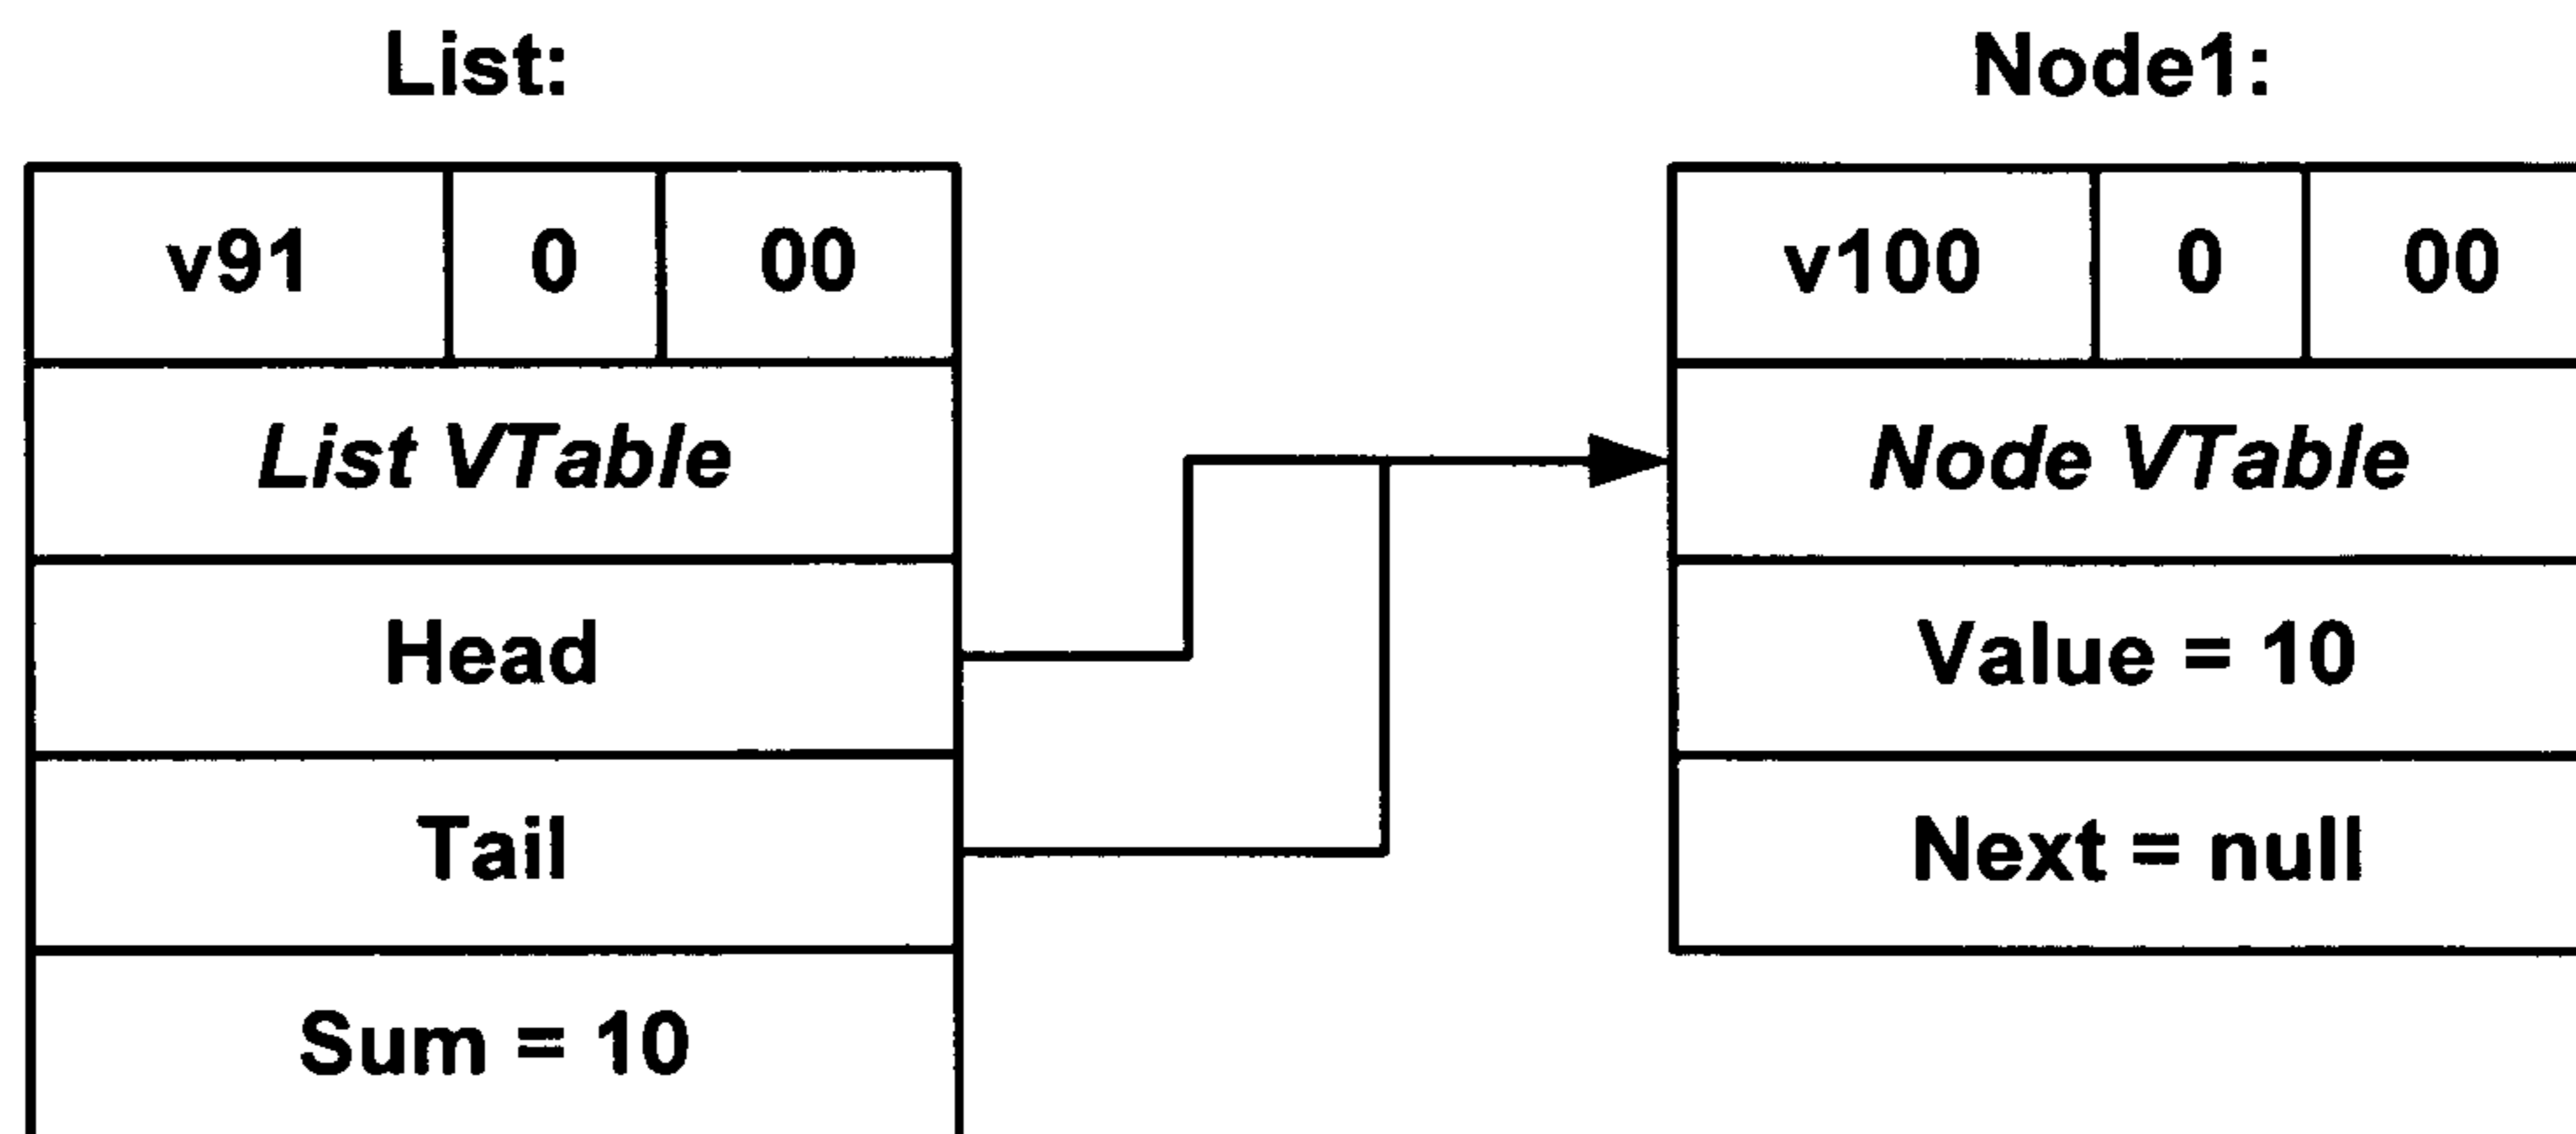 List:
v91 0 00
List VTable
Head
Tail
Sum = 10
Node1:
v100 0 00
Node VTable
Value = 10
Next = null